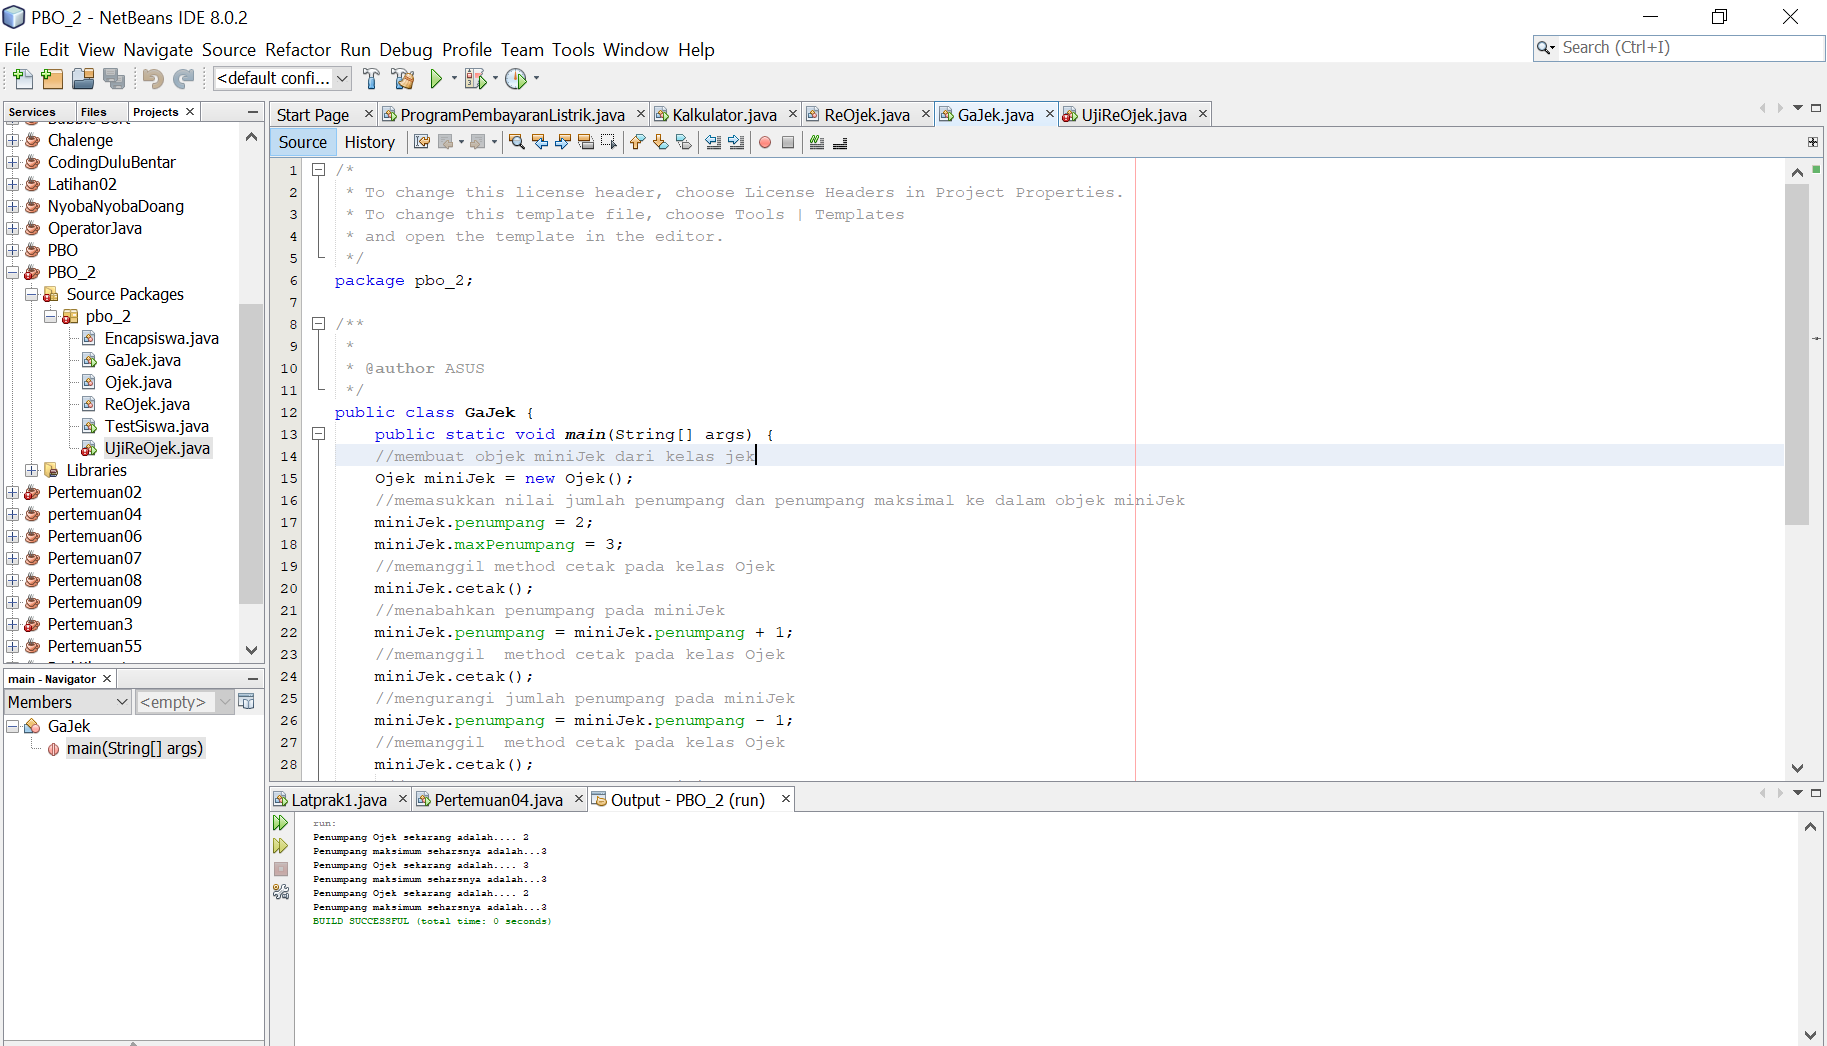 PBO_2 - NetBeans IDE 8.0.2
File Edit View Navigate Source Refactor Run Debug Profile Team Tools Window Help
Search (Ctrl+I)
<default confi...
Services Files Projects
Chalenge
CodingDuluBentar
Latihan02
NyobaNyobaDoang
OperatorJava
PBO
PBO_2
Source Packages
pbo_2
Encapsiswa.java
GaJek.java
Ojek.java
ReOjek.java
TestSiswa.java
UjiReOjek.java
Libraries
Pertemuan02
pertemuan04
Pertemuan06
Pertemuan07
Pertemuan08
Pertemuan09
Pertemuan3
Pertemuan55
main - Navigator
Members <empty>
GaJek
main(String[] args)
Start Page ProgramPembayaranListrik.java Kalkulator.java ReOjek.java GaJek.java UjiReOjek.java
Source History
1 /*
2 * To change this license header, choose License Headers in Project Properties.
3 * To change this template file, choose Tools | Templates
4 * and open the template in the editor.
5 */
6 package pbo_2;
7
8 /**
9 *
10 * @author ASUS
11 */
12 public class GaJek {
13 public static void main(String[] args) {
14 //membuat objek miniJek dari kelas jek
15 Ojek miniJek = new Ojek();
16 //memasukkan nilai jumlah penumpang dan penumpang maksimal ke dalam objek miniJek
17 miniJek.penumpang = 2;
18 miniJek.maxPenumpang = 3;
19 //memanggil method cetak pada kelas Ojek
20 miniJek.cetak();
21 //menabahkan penumpang pada miniJek
22 miniJek.penumpang = miniJek.penumpang + 1;
23 //memanggil  method cetak pada kelas Ojek
24 miniJek.cetak();
25 //mengurangi jumlah penumpang pada miniJek
26 miniJek.penumpang = miniJek.penumpang - 1;
27 //memanggil  method cetak pada kelas Ojek
28 miniJek.cetak();
Latprak1.java Pertemuan04.java Output - PBO_2 (run)
run:
Penumpang Ojek sekarang adalah.... 2
Penumpang maksimum seharsnya adalah...3
Penumpang Ojek sekarang adalah.... 3
Penumpang maksimum seharsnya adalah...3
Penumpang Ojek sekarang adalah.... 2
Penumpang maksimum seharsnya adalah...3
BUILD SUCCESSFUL (total time: 0 seconds)